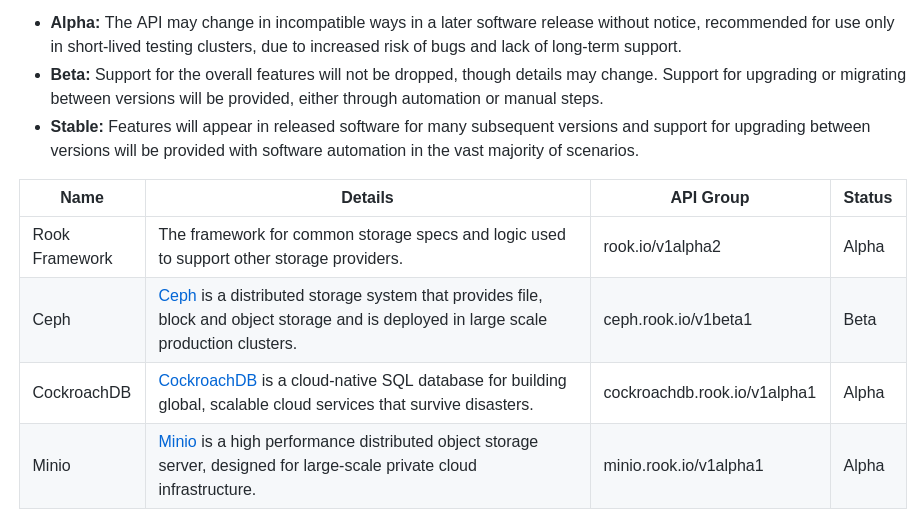 • Alpha: The API may change in incompatible ways in a later software release without notice, recommended for use only
in short-lived testing clusters, due to increased risk of bugs and lack of long-term support.
• Beta: Support for the overall features will not be dropped, though details may change. Support for upgrading or migrating
between versions will be provided, either through automation or manual steps.
• Stable: Features will appear in released software for many subsequent versions and support for upgrading between
versions will be provided with software automation in the vast majority of scenarios.
Name Details API Group Status
Rook
Framework
The framework for common storage specs and logic used
to support other storage providers.
rook.io/v1alpha2
Alpha
Ceph
Ceph is a distributed storage system that provides file,
block and object storage and is deployed in large scale
production clusters.
ceph.rook.io/v1beta1
Beta
CockroachDB
CockroachDB is a cloud-native SQL database for building
global, scalable cloud services that survive disasters.
cockroachdb.rook.io/v1alpha1
Alpha
Minio
Minio is a high performance distributed object storage
server, designed for large-scale private cloud
infrastructure.
minio.rook.io/v1alpha1
Alpha